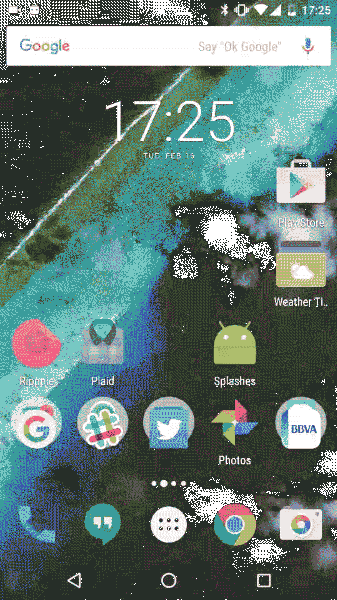 17:25
Google Say "Ok Google"
17:25
TUE, FEB 16
Play Store
Weather Ti..
Ripple
Plaid
Splashes
BBVA
Photos